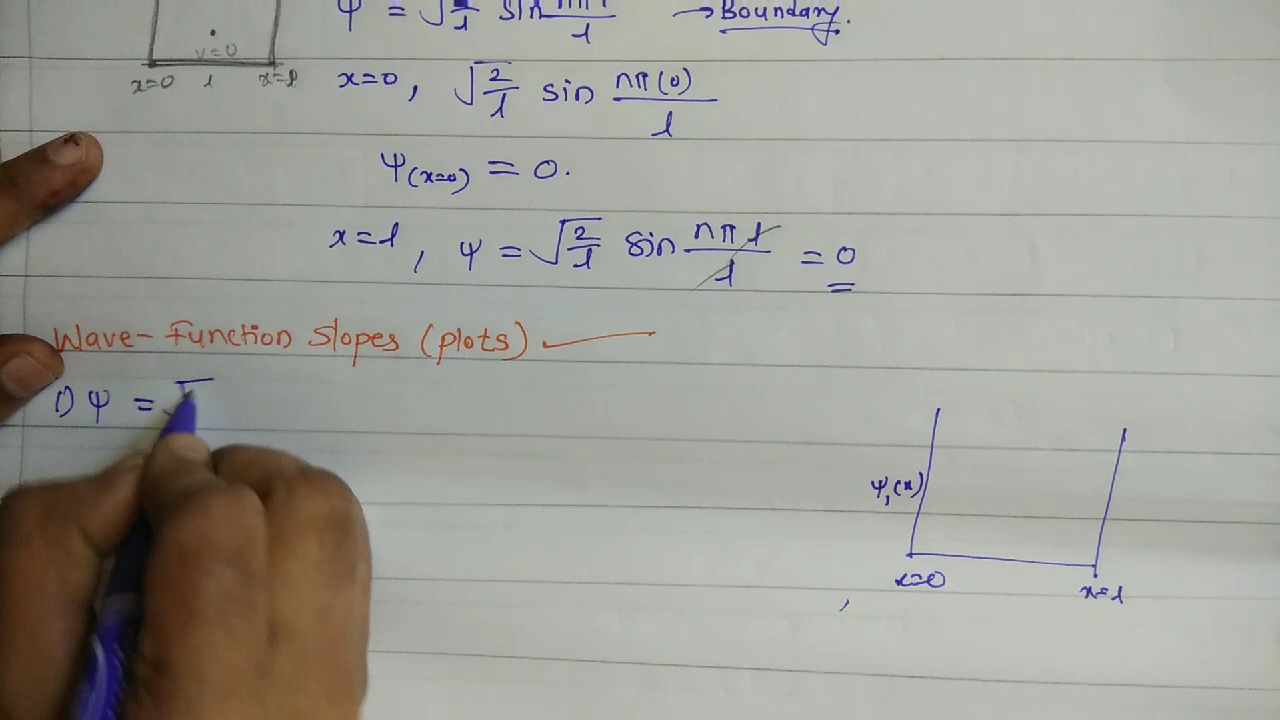 ψ = √2/l sin nπx/l → Boundary.
v=0
x=0 l x=l
x=0, √2/l sin nπ(0)/l
ψ(x=0) = 0.
x=l, ψ = √2/l sin nπl/l = 0
Wave-Function Slopes (plots)
1) ψ = √
ψ₁(x)
x=0 x=l